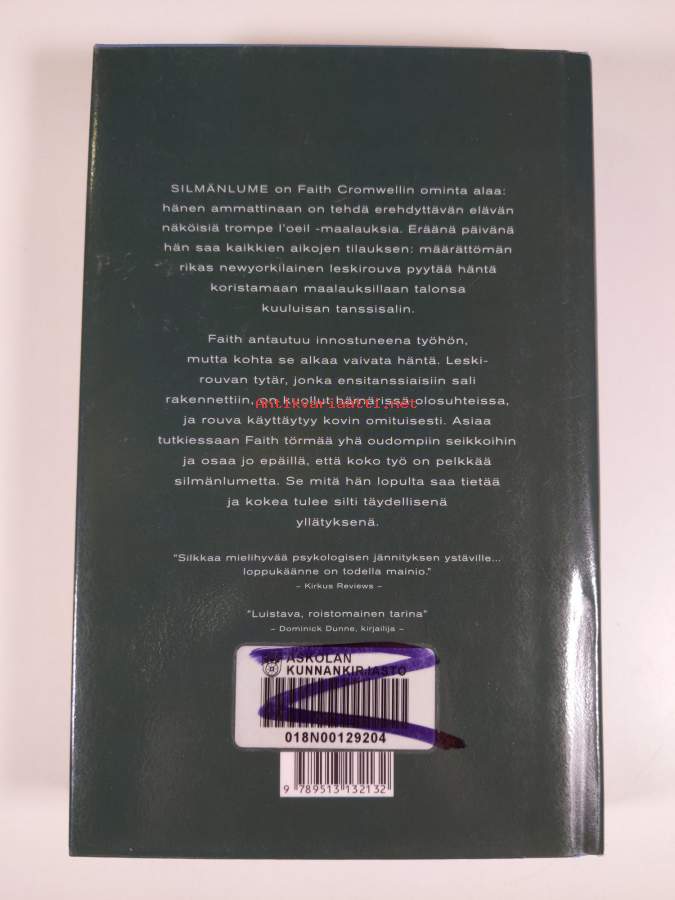 SILMÄNLUME on Faith Cromwellin ominta alaa:
hänen ammattinaan on tehdä erehdyttävän elävän
näköisiä trompe l'oeil -maalauksia. Eräänä päivänä
hän saa kaikkien aikojen tilauksen: määrättömän
rikas newyorkilainen leskirouva pyytää häntä
koristamaan maalauksillaan talonsa
kuuluisan tanssisalin.
Faith antautuu innostuneena työhön,
mutta kohta se alkaa vaivata häntä. Leski-
rouvan tytär, jonka ensitanssiaisiin sali
rakennettiin, on kuollut hämärissä olosuhteissa,
Antikvariaatti.net
ja rouva käyttäytyy kovin omituisesti. Asiaa
tutkiessaan Faith törmää yhä oudompiin seikkoihin
ja osaa jo epäillä, että koko työ on pelkkää
silmänlumetta. Se mitä hän lopulta saa tietää
ja kokea tulee silti täydellisenä
yllätyksenä.
"Silkkaa mielihyvää psykologisen jännityksen ystäville...
loppukäänne on todella mainio."
– Kirkus Reviews –
"Luistava, roistomainen tarina"
– Dominick Dunne, kirjailija –
ASKOLAN
KUNNANKIRJASTO
018N00129204
9 789513 132132